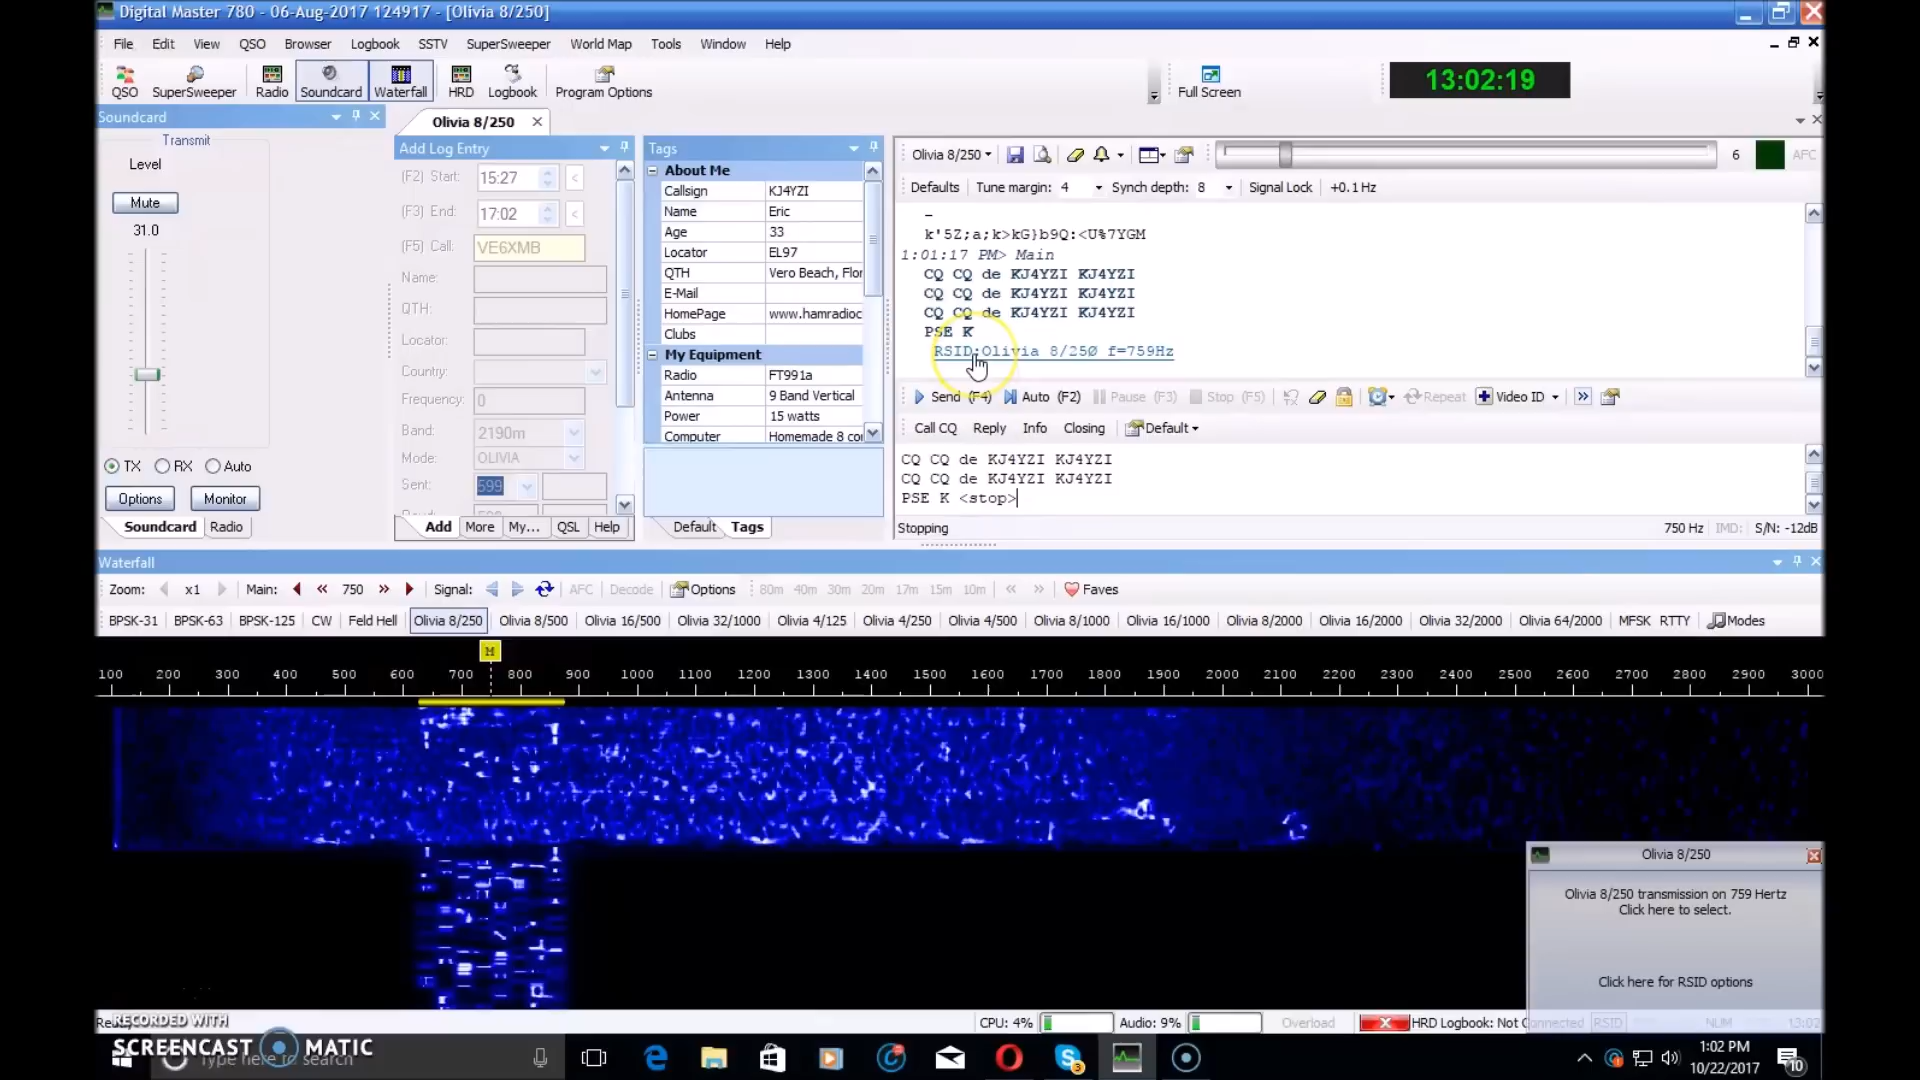 Digital Master 780 - 06-Aug-2017 124917 - [Olivia 8/250]
File Edit View QSO Browser Logbook SSTV SuperSweeper World Map Tools Window Help
QSO SuperSweeper Radio Soundcard Waterfall HRD Logbook Program Options Full Screen 13:02:19
Soundcard
Transmit
Level
Mute
31.0
TX RX Auto
Options Monitor
Soundcard Radio
Olivia 8/250
Add Log Entry
(F2) Start: 15:27 <
(F3) End: 17:02 <
(F5) Call: VE6XMB
Name:
QTH:
Locator:
Country:
Frequency: 0
Band: 2190m
Mode: OLIVIA
Sent: 599
Add More My... QSL Help
Tags
About Me
Callsign KJ4YZI
Name Eric
Age 33
Locator EL97
QTH Vero Beach, Flor
E-Mail
HomePage www.hamradioc
Clubs
My Equipment
Radio FT991a
Antenna 9 Band Vertical
Power 15 watts
Computer Homemade 8 cor
Default Tags
Olivia 8/250 6 AFC
Defaults Tune margin: 4 Synch depth: 8 Signal Lock +0.1 Hz
k'5Z;a;k>kG}b9Q:<U%7YGM
1:01:17 PM> Main
CQ CQ de KJ4YZI KJ4YZI
CQ CQ de KJ4YZI KJ4YZI
CQ CQ de KJ4YZI KJ4YZI
PSE K
RSID:Olivia 8/25Ø f=759Hz
Send (F4) Auto (F2) Pause (F3) Stop (F5) Repeat Video ID
Call CQ Reply Info Closing Default
CQ CQ de KJ4YZI KJ4YZI
CQ CQ de KJ4YZI KJ4YZI
PSE K <stop>
Stopping 750 Hz IMD: S/N: -12dB
Waterfall
Zoom: x1 Main: 750 Signal: AFC Decode Options 80m 40m 30m 20m 17m 15m 10m Faves
BPSK-31 BPSK-63 BPSK-125 CW Feld Hell Olivia 8/250 Olivia 8/500 Olivia 16/500 Olivia 32/1000 Olivia 4/125 Olivia 4/250 Olivia 4/500 Olivia 8/1000 Olivia 16/1000 Olivia 8/2000 Olivia 16/2000 Olivia 32/2000 Olivia 64/2000 MFSK RTTY Modes
M
100 200 300 400 500 600 700 800 900 1000 1100 1200 1300 1400 1500 1600 1700 1800 1900 2000 2100 2200 2300 2400 2500 2600 2700 2800 2900 3000
Olivia 8/250
Olivia 8/250 transmission on 759 Hertz
Click here to select.
Click here for RSID options
CPU: 4% Audio: 9% Overload HRD Logbook: Not Connected RSID NUM 13:02
RECORDED WITH
SCREENCAST MATIC
Type here to search
3
1:02 PM
10/22/2017
10